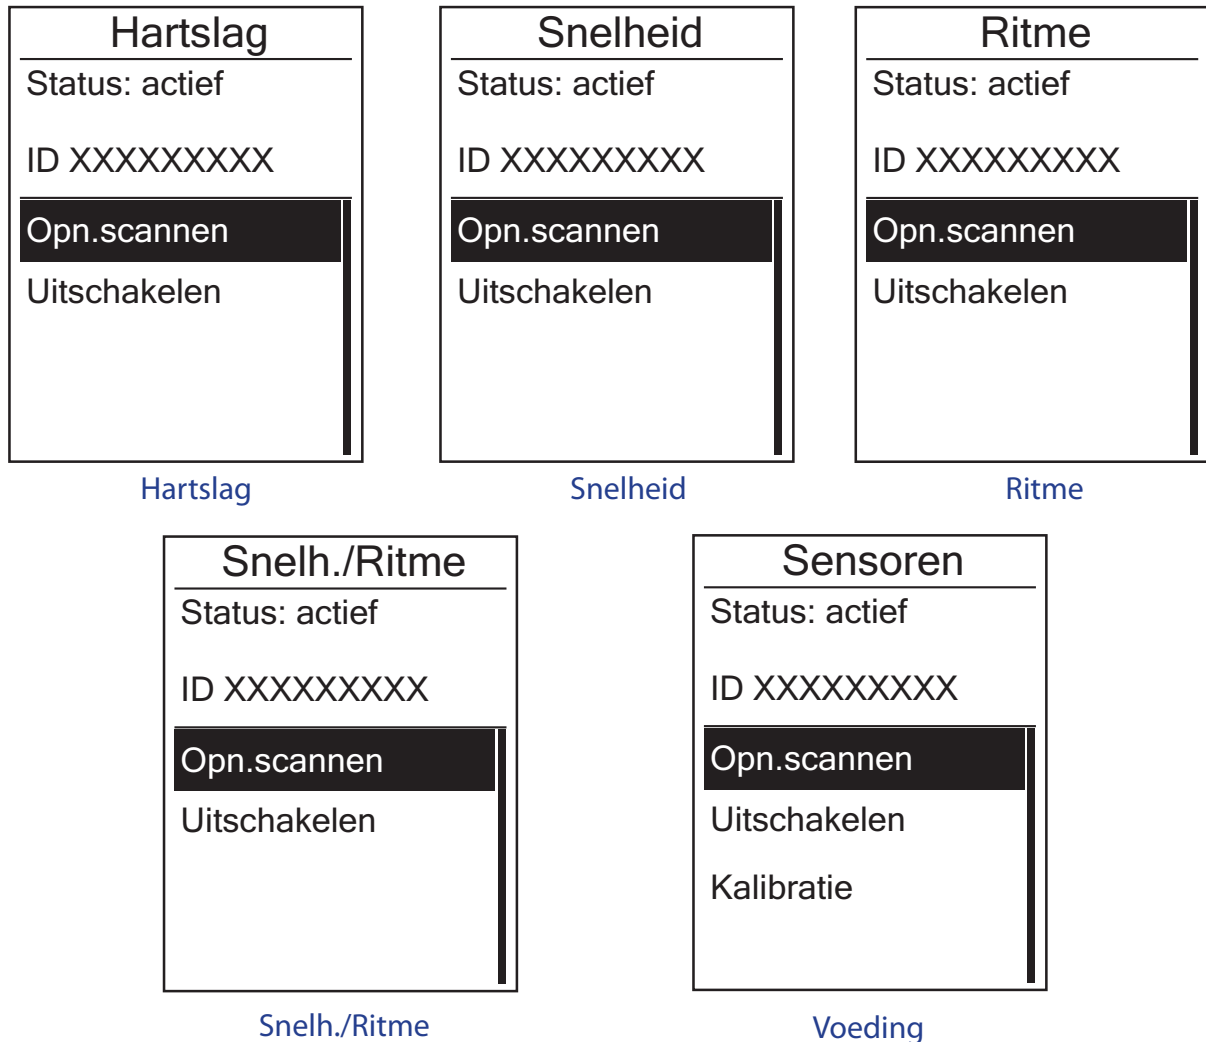 Hartslag
Status: actief
ID XXXXXXXXX
Opn.scannen
Uitschakelen
Hartslag
Snelheid
Status: actief
ID XXXXXXXXX
Opn.scannen
Uitschakelen
Snelheid
Ritme
Status: actief
ID XXXXXXXXX
Opn.scannen
Uitschakelen
Ritme
Snelh./Ritme
Status: actief
ID XXXXXXXXX
Opn.scannen
Uitschakelen
Snelh./Ritme
Sensoren
Status: actief
ID XXXXXXXXX
Opn.scannen
Uitschakelen
Kalibratie
Voeding